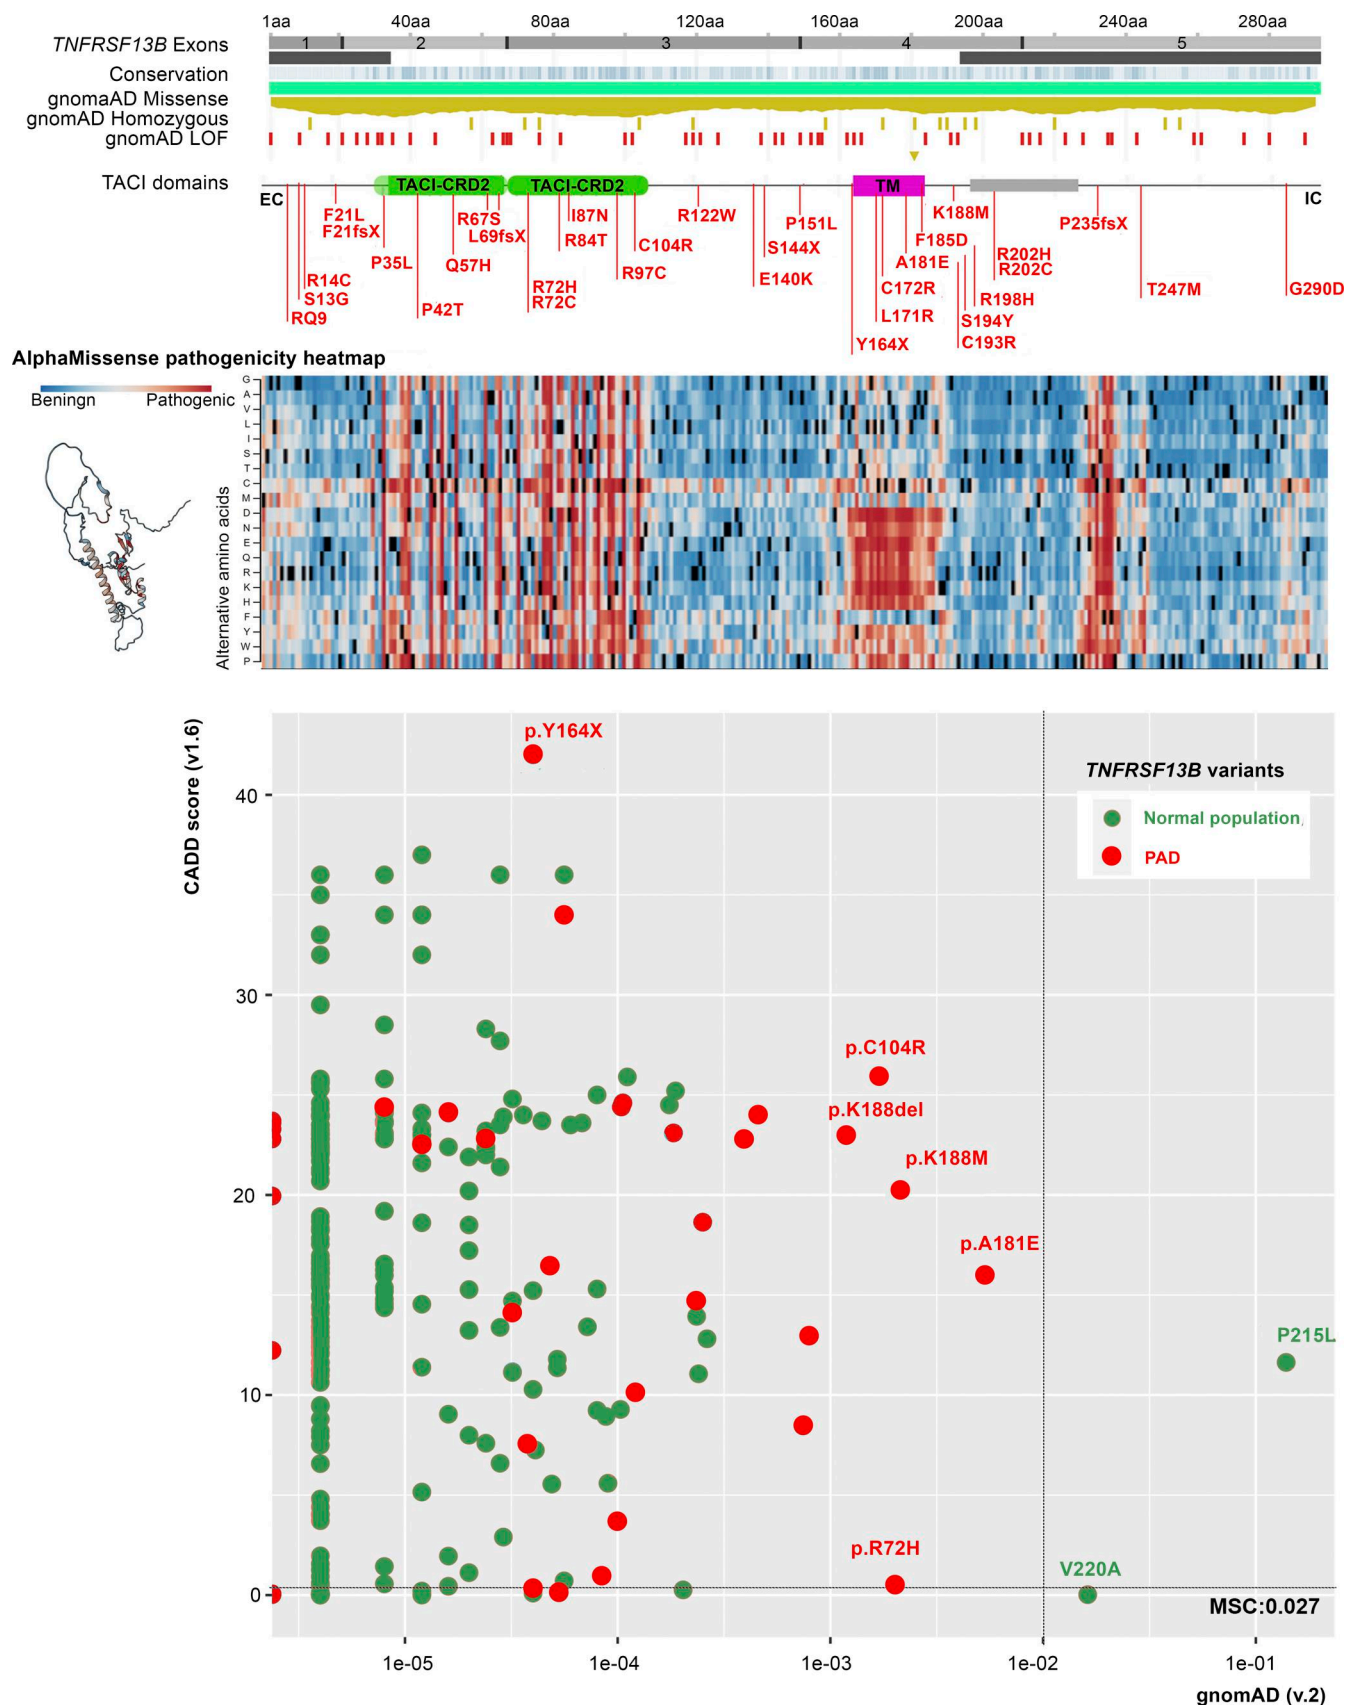 1aa 40aa 80aa 120aa 160aa 200aa 240aa 280aa
TNFRSF13B Exons 1 2 3 4 5
Conservation
gnomaAD Missense
gnomAD Homozygous
gnomAD LOF
TACI domains TACI-CRD2 TACI-CRD2 TM
EC IC
F21L R67S I87N R122W P151L K188M P235fsX
F21fsX L69fsX R84T C104R S144X F185D R202H
P35L Q57H R97C E140K A181E R202C
R14C R72H C172R R198H T247M G290D
S13G P42T R72C L171R S194Y
RQ9 Y164X C193R
AlphaMissense pathogenicity heatmap
Beningn Pathogenic
Alternative amino acids
G
A
V
L
I
S
T
C
M
D
N
E
Q
R
K
H
F
Y
W
P
CADD score (v1.6)
p.Y164X
TNFRSF13B variants
40
Normal population,
PAD
30
p.C104R
p.K188del
p.K188M
20
p.A181E
P215L
10
p.R72H
V220A
0
MSC:0.027
1e-05 1e-04 1e-03 1e-02 1e-01
gnomAD (v.2)